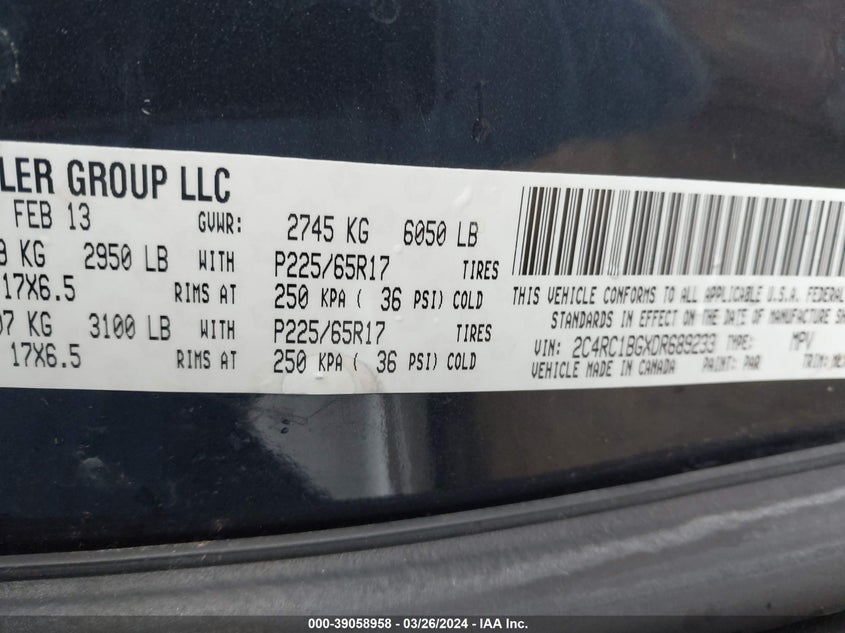 LER GROUP LLC
FEB 13 GVWR: 2745 KG 6050 LB
KG 2950 LB WITH P225/65R17 TIRES
17X6.5 RIMS AT 250 KPA ( 36 PSI) COLD
07 KG 3100 LB WITH P225/65R17 TIRES
17X6.5 RIMS AT 250 KPA ( 36 PSI) COLD
THIS VEHICLE CONFORMS TO ALL APPLICABLE U.S.A. FEDERAL
STANDARDS IN EFFECT ON THE DATE OF MANUFACTURE SH
VIN: 2C4RC1BGXDR689233 TYPE: MPV
VEHICLE MADE IN CANADA PAINT: PAR TRIM:
000-39058958 - 03/26/2024 - IAA Inc.